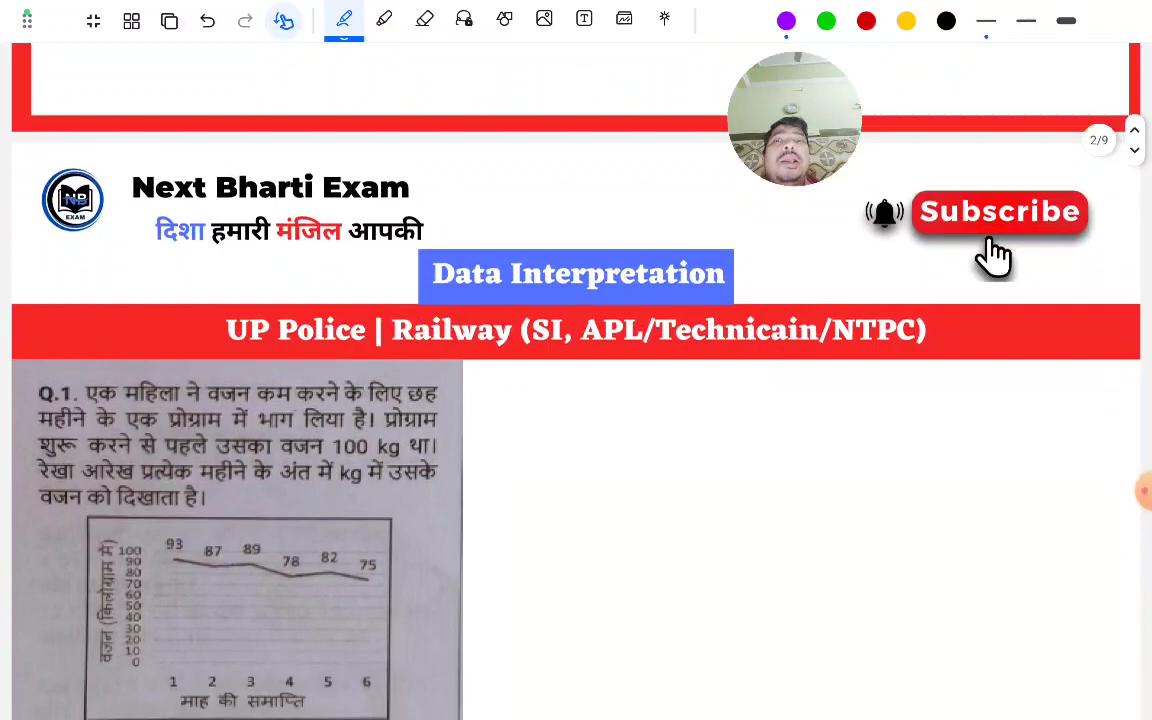 2/9
NB
EXAM
Next Bharti Exam
दिशा हमारी मंजिल आपकी
Subscribe
Data Interpretation
UP Police | Railway (SI, APL/Technicain/NTPC)
Q.1. एक महिला ने वजन कम करने के लिए छह
महीने के एक प्रोग्राम में भाग लिया है। प्रोग्राम
शुरू करने से पहले उसका वजन 100 kg था।
रेखा आरेख प्रत्येक महीने के अंत में kg में उसके
वजन को दिखाता है।
वजन (किलोग्राम में)
100
90
80
70
60
50
40
30
20
10
0
93 87 89 78 82 75
1 2 3 4 5 6
माह की समाप्ति